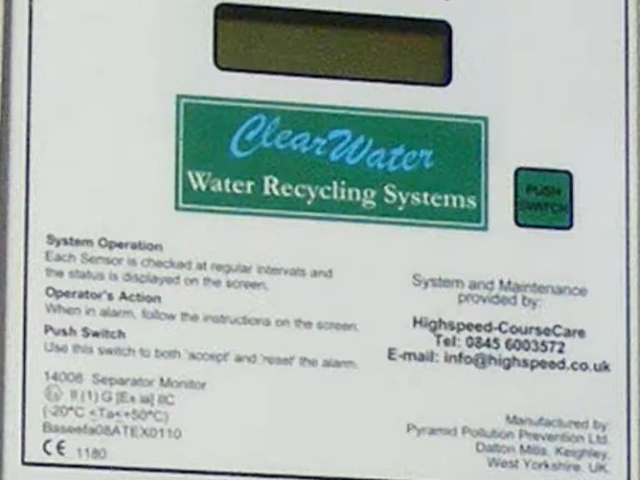 ClearWater
Water Recycling Systems
PUSH
SWITCH
System Operation
Each Sensor is checked at regular intervals and
the status is displayed on the screen.
Operator's Action
When in alarm, follow the instructions on the screen.
Push Switch
Use this switch to both 'accept' and 'reset' the alarm.
14008 Separator Monitor
II (1) G [Ex ia] IIC
(-20°C ≤Ta≤+50°C)
Baseefa08ATEX0110
CE 1180
System and Maintenance
provided by:
Highspeed-CourseCare
Tel: 0845 6003572
E-mail: info@highspeed.co.uk
Manufactured by:
Pyramid Pollution Prevention Ltd.
Dalton Mills, Keighley,
West Yorkshire. UK.